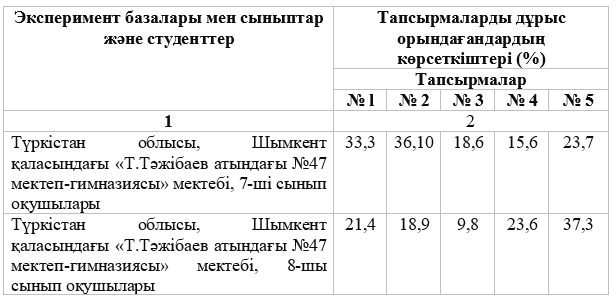 Эксперимент базалары мен сыныптар
және студенттер
Тапсырмаларды дұрыс
орындағандардың
көрсеткіштері (%)
Тапсырмалар
№ 1 № 2 № 3 № 4 № 5
1 2
Түркістан облысы, Шымкент 33,3 36,10 18,6 15,6 23,7
қаласындағы «Т.Тәжібаев атындағы №47
мектеп-гимназиясы» мектебі, 7-ші сынып
оқушылары
Түркістан облысы, Шымкент 21,4 18,9 9,8 23,6 37,3
қаласындағы «Т.Тәжібаев атындағы №47
мектеп-гимназиясы» мектебі, 8-шы
сынып оқушылары